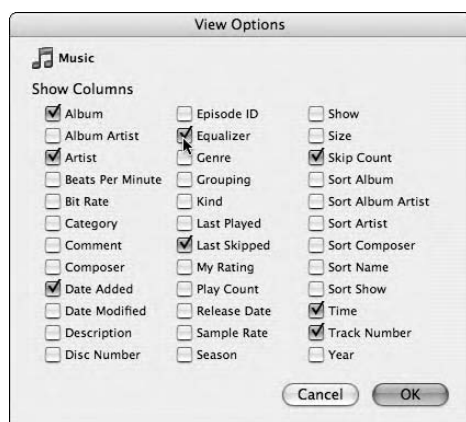 View Options
Music
Show Columns
Album
Album Artist
Artist
Beats Per Minute
Bit Rate
Category
Comment
Composer
Date Added
Date Modified
Description
Disc Number
Episode ID
Equalizer
Genre
Grouping
Kind
Last Played
Last Skipped
My Rating
Play Count
Release Date
Sample Rate
Season
Show
Size
Skip Count
Sort Album
Sort Album Artist
Sort Artist
Sort Composer
Sort Name
Sort Show
Time
Track Number
Year
Cancel
OK